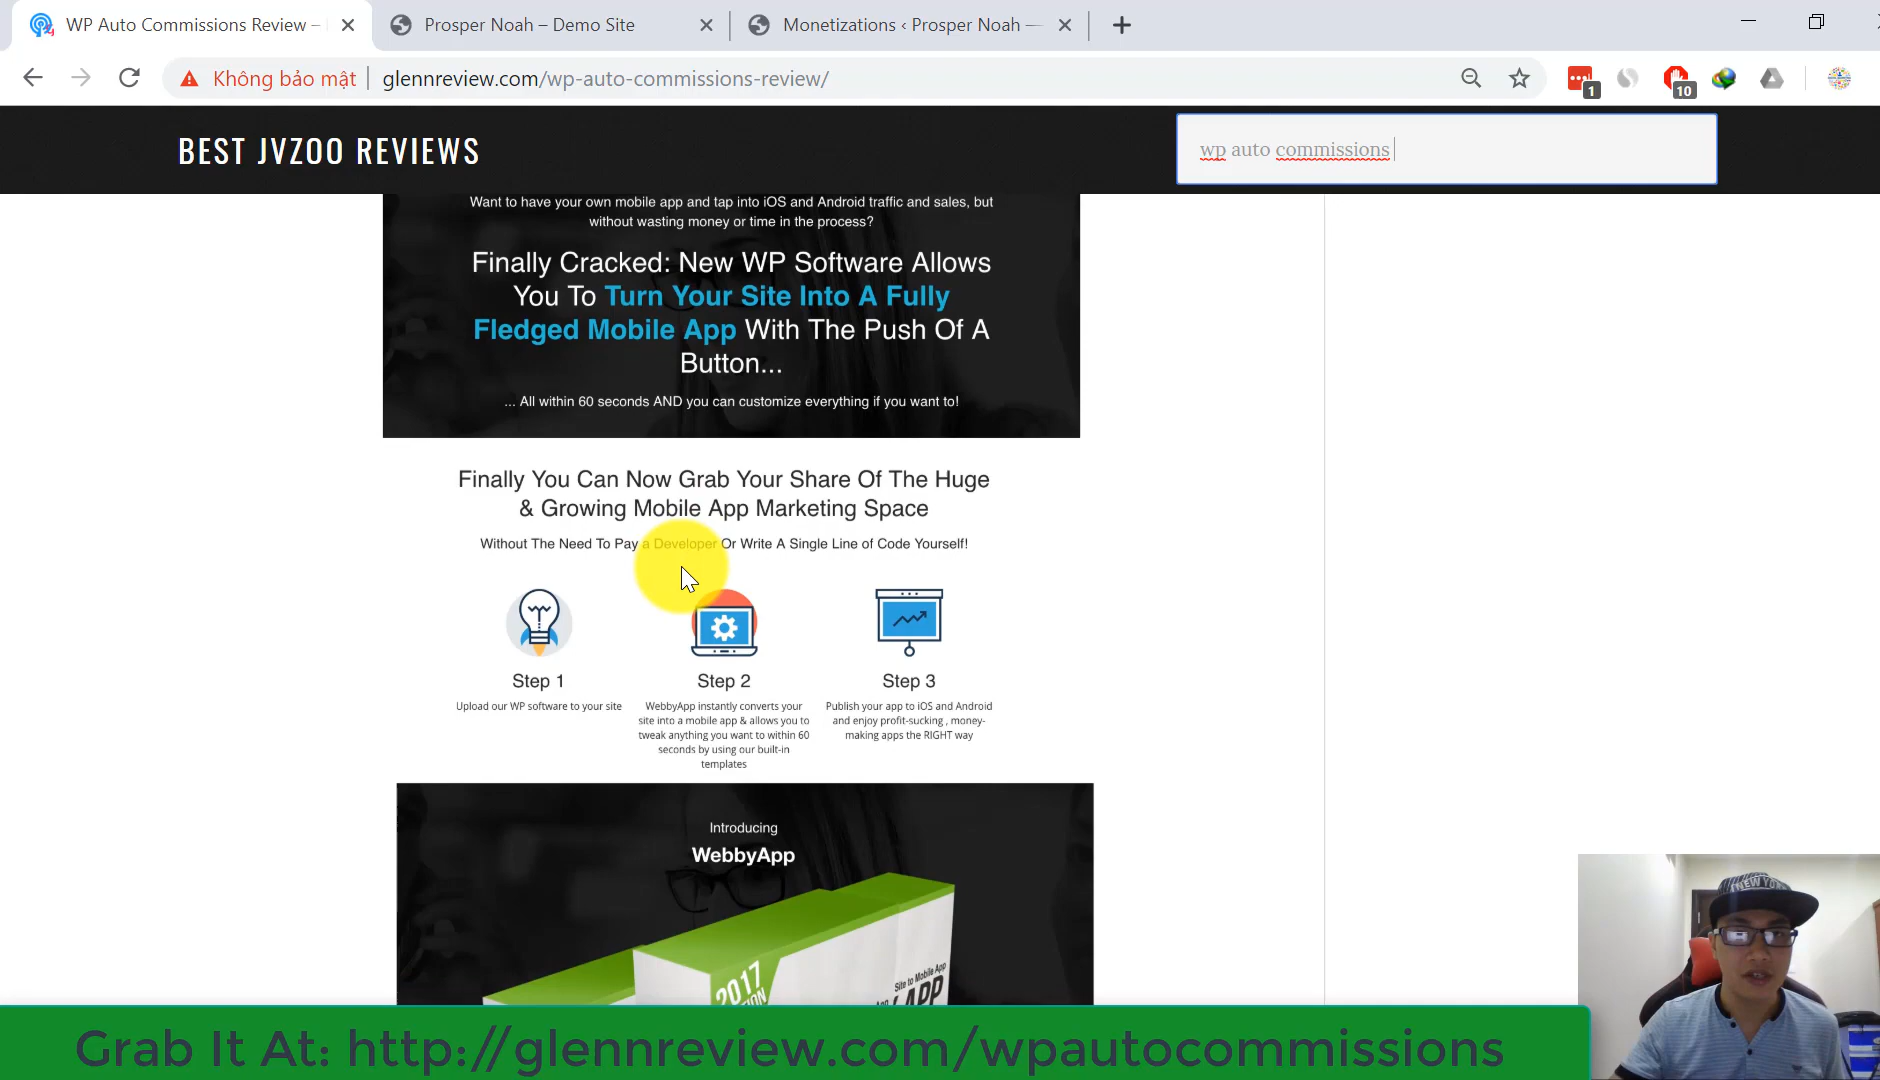 WP Auto Commissions Review –
Prosper Noah – Demo Site
Monetizations ‹ Prosper Noah —
Không bảo mật
glennreview.com/wp-auto-commissions-review/
1
10
BEST JVZOO REVIEWS
wp auto commissions
Want to have your own mobile app and tap into iOS and Android traffic and sales, but
without wasting money or time in the process?
Finally Cracked: New WP Software Allows
You To Turn Your Site Into A Fully
Fledged Mobile App With The Push Of A
Button...
... All within 60 seconds AND you can customize everything if you want to!
Finally You Can Now Grab Your Share Of The Huge
& Growing Mobile App Marketing Space
Without The Need To Pay a Developer Or Write A Single Line of Code Yourself!
Step 1
Upload our WP software to your site
Step 2
WebbyApp instantly converts your
site into a mobile app & allows you to
tweak anything you want to within 60
seconds by using our built-in
templates
Step 3
Publish your app to iOS and Android
and enjoy profit-sucking , money-
making apps the RIGHT way
Introducing
WebbyApp
2017
Site to Mobile App
APP
NEW YORK
Grab It At: http://glennreview.com/wpautocommissions